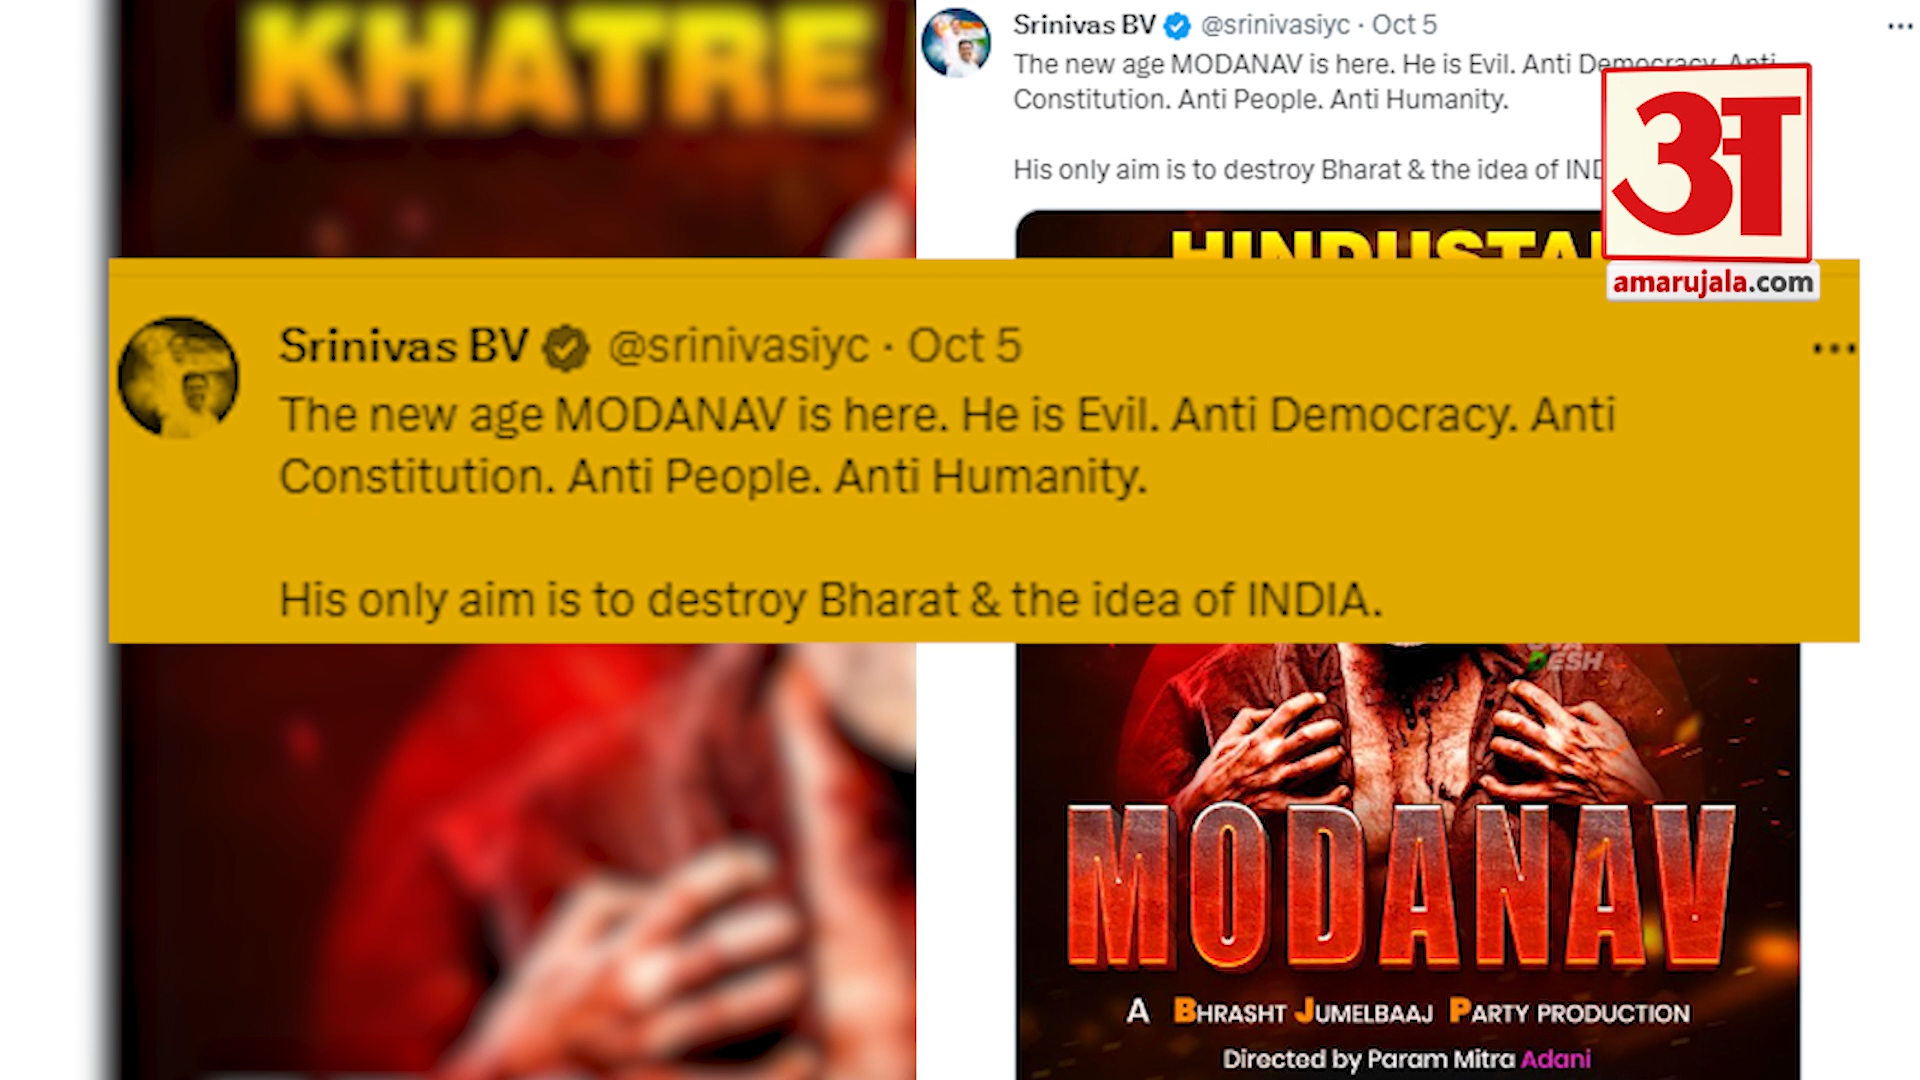 KHATRE
Srinivas BV @srinivasiyc · Oct 5
The new age MODANAV is here. He is Evil. Anti Democracy. Anti
Constitution. Anti People. Anti Humanity.
His only aim is to destroy Bharat & the idea of IND
HINDUSTA
अ
amarujala.com
Srinivas BV @srinivasiyc · Oct 5
The new age MODANAV is here. He is Evil. Anti Democracy. Anti
Constitution. Anti People. Anti Humanity.
His only aim is to destroy Bharat & the idea of INDIA.
DESH
MODANAV
A BHRASHT JUMELBAAJ PARTY PRODUCTION
Directed by Param Mitra Adani